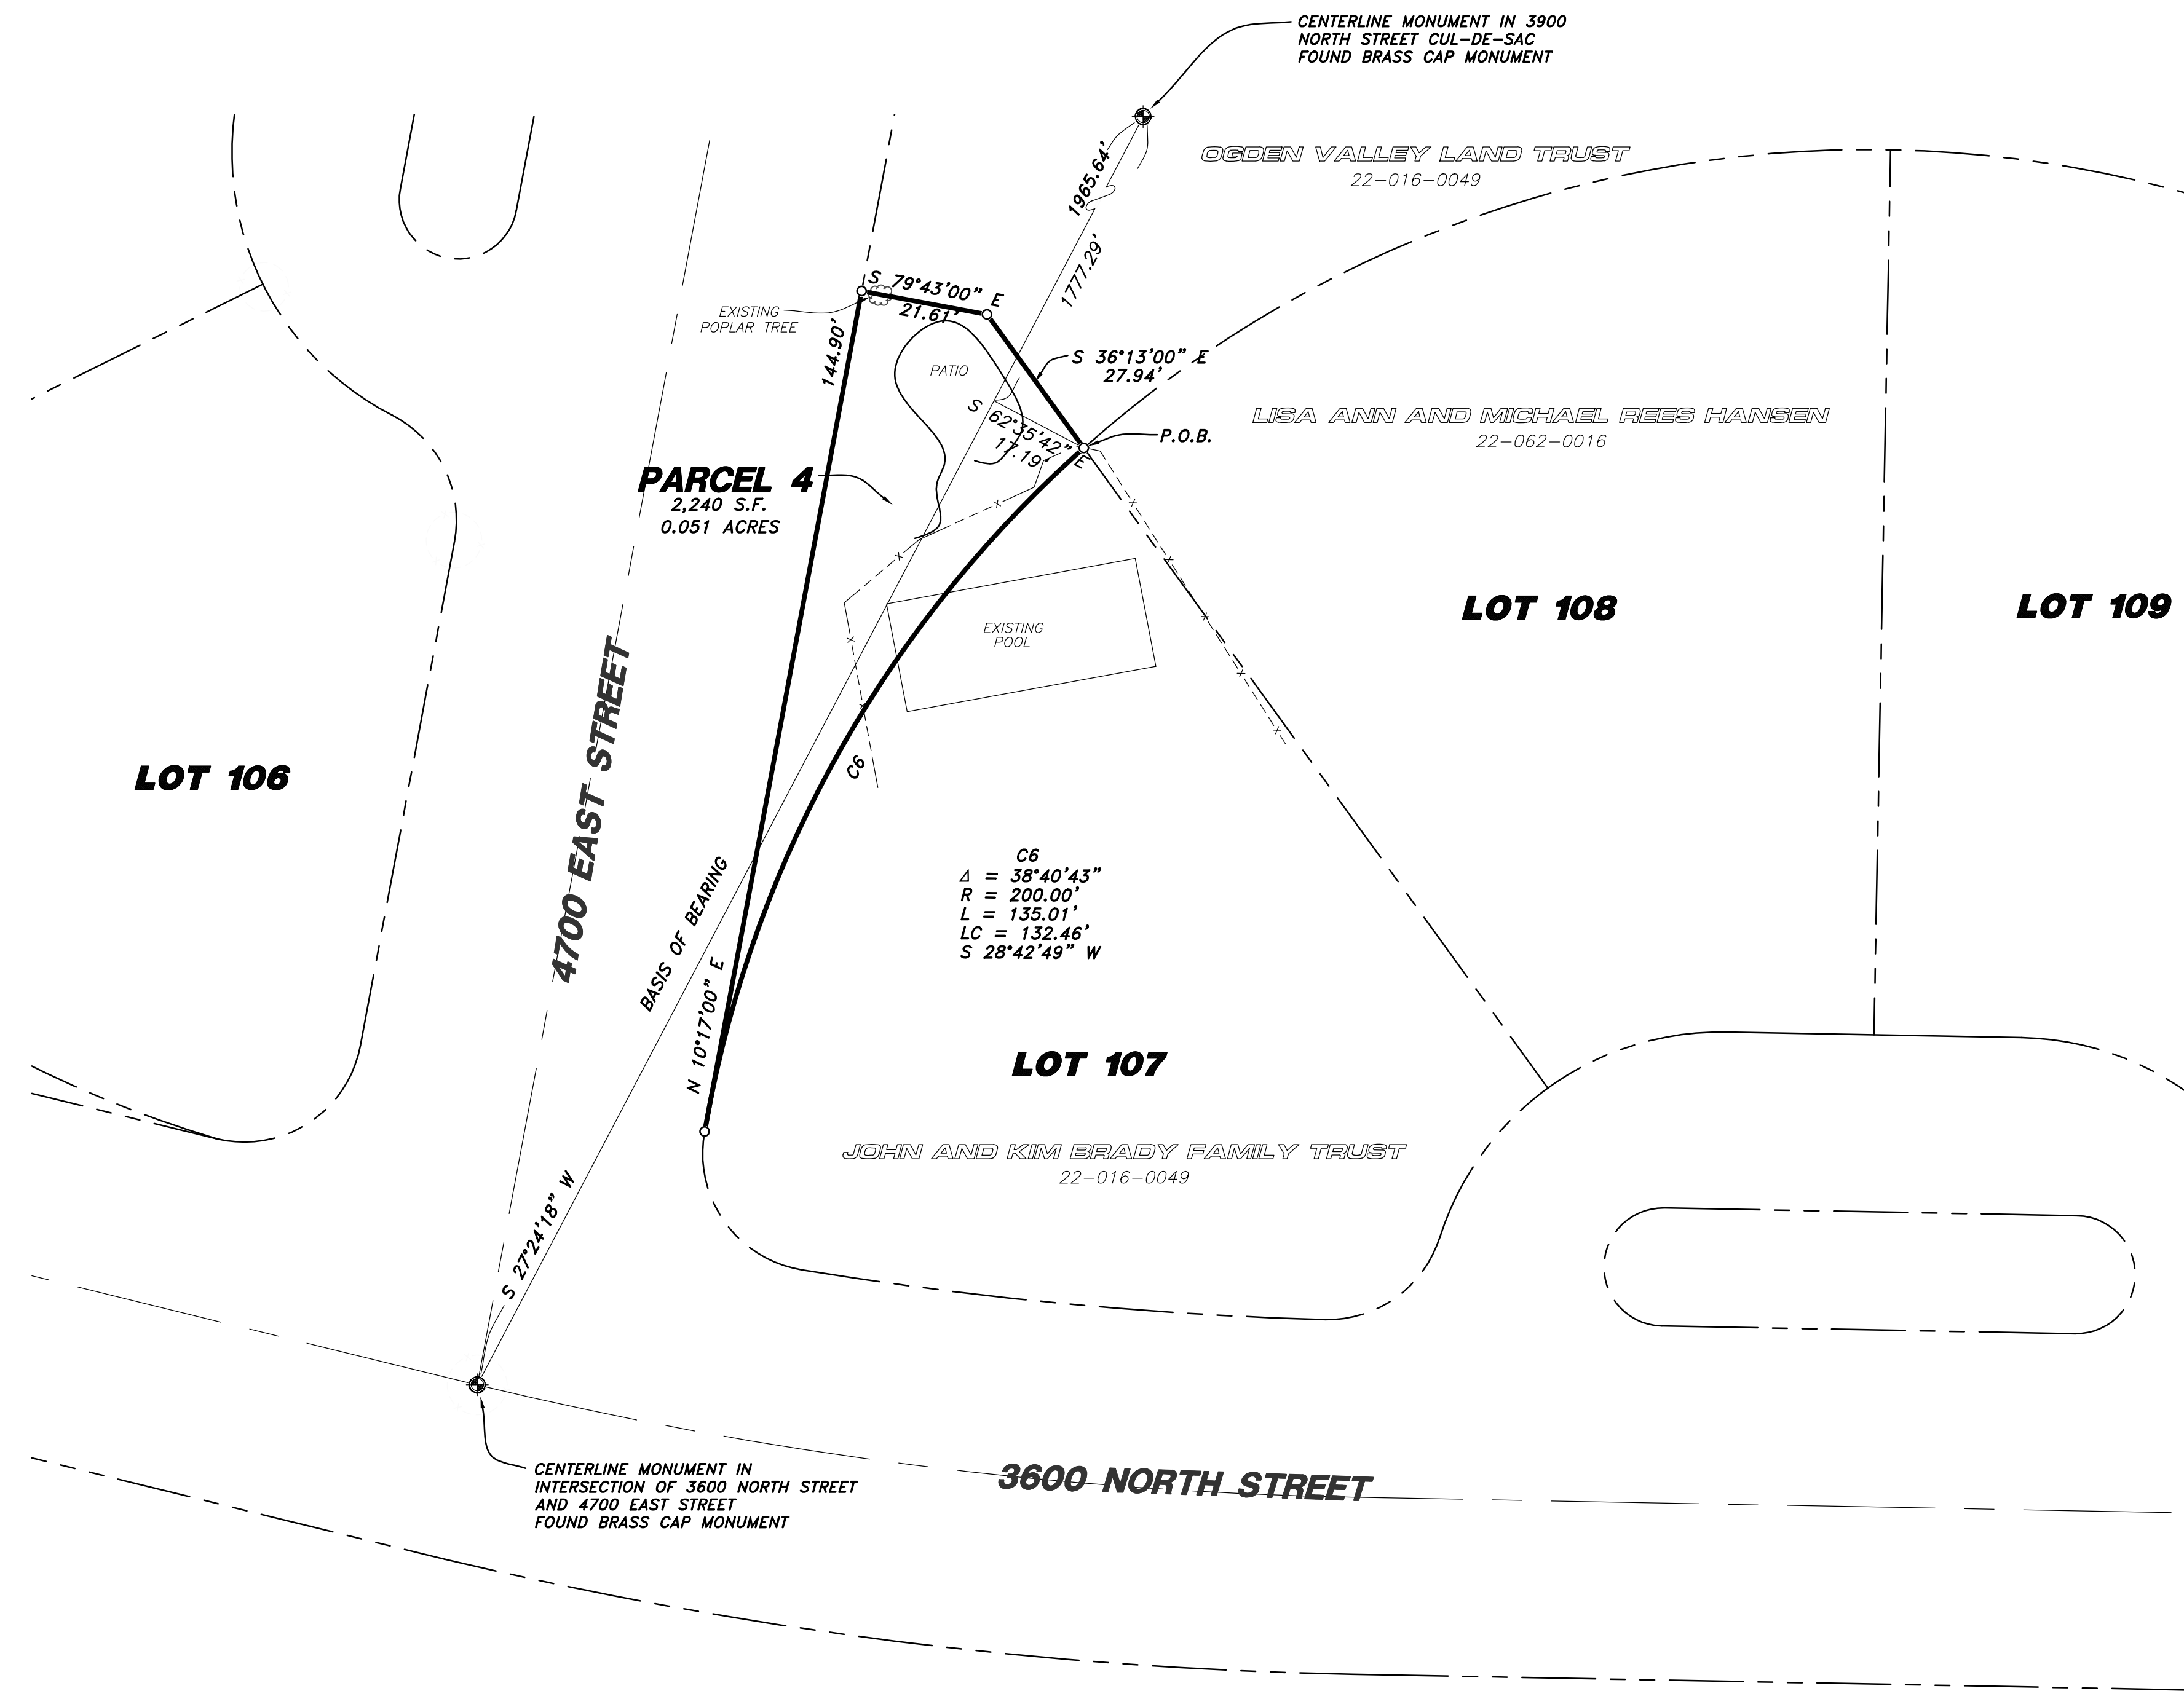 CENTERLINE MONUMENT IN 3900
NORTH STREET CUL-DE-SAC
FOUND BRASS CAP MONUMENT
OGDEN VALLEY LAND TRUST
22-016-0049
1965.64'
1777.29'
S 79°43'00" E
21.61'
EXISTING
POPLAR TREE
144.90'
PATIO
S 36°13'00" E
27.94'
S 62°35'42" E
17.19'
P.O.B.
LISA ANN AND MICHAEL REES HANSEN
22-062-0016
PARCEL 4
2,240 S.F.
0.051 ACRES
LOT 108
LOT 109
EXISTING
POOL
LOT 106
4700 EAST STREET
C6
BASIS OF BEARING
C6
Δ = 38°40'43"
R = 200.00'
L = 135.01'
LC = 132.46'
S 28°42'49" W
N 10°17'00" E
LOT 107
JOHN AND KIM BRADY FAMILY TRUST
22-016-0049
S 27°24'18" W
CENTERLINE MONUMENT IN
INTERSECTION OF 3600 NORTH STREET
AND 4700 EAST STREET
FOUND BRASS CAP MONUMENT
3600 NORTH STREET